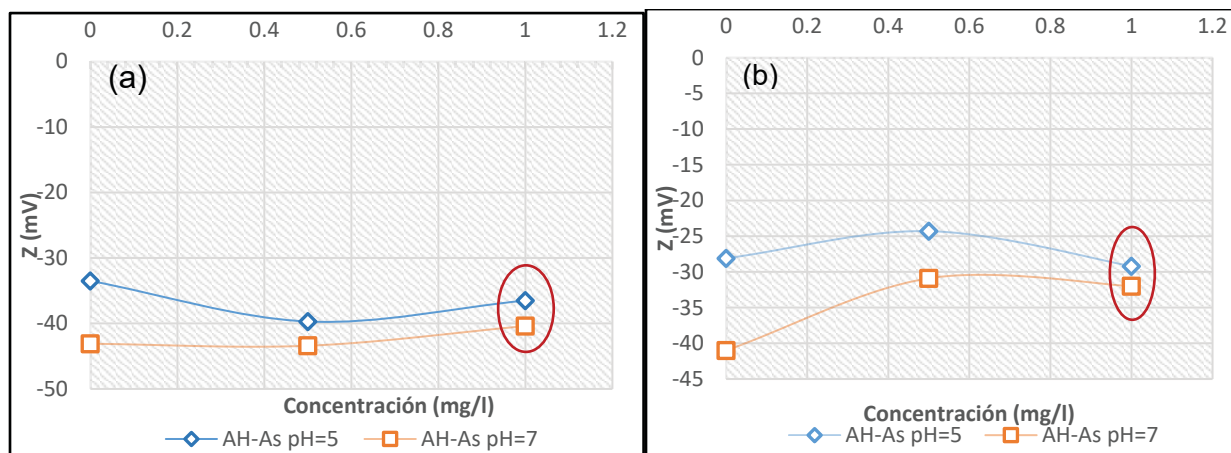 0 0.2 0.4 0.6 0.8 1 1.2
(a)
0
-10
-20
-30
-40
-50
Z (mV)
Concentración (mg/l)
AH-As pH=5 AH-As pH=7
0 0.2 0.4 0.6 0.8 1 1.2
(b)
0
-5
-10
-15
-20
-25
-30
-35
-40
-45
Z (mV)
Concentración (mg/l)
AH-As pH=5 AH-As pH=7